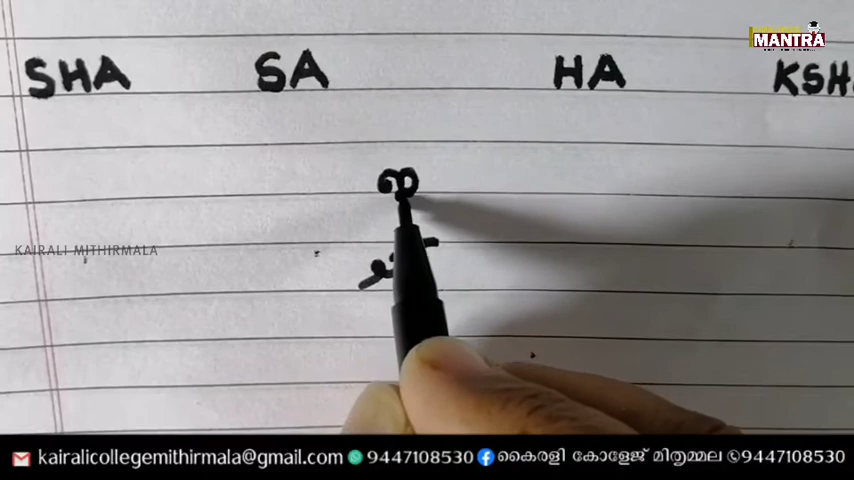 MANTRA
SHA SA HA KSH
KAIRALI MITHIRMALA
kairalicollegemithirmala@gmail.com 9447108530 കൈരളി കോളേജ് മിതൃമ്മല 9447108530